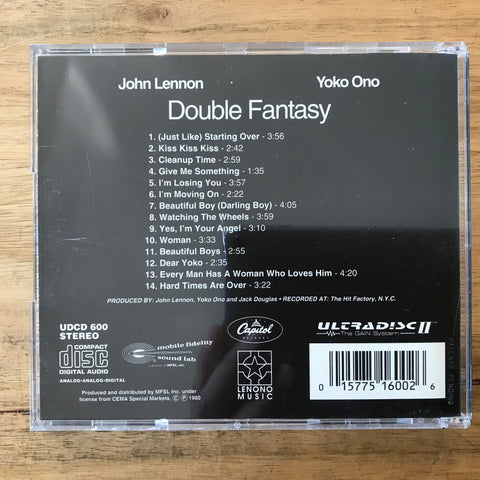 John Lennon Yoko Ono
Double Fantasy
1. (Just Like) Starting Over - 3:56
2. Kiss Kiss Kiss - 2:42
3. Cleanup Time - 2:59
4. Give Me Something - 1:35
5. I'm Losing You - 3:57
6. I'm Moving On - 2:22
7. Beautiful Boy (Darling Boy) - 4:05
8. Watching The Wheels - 3:59
9. Yes, I'm Your Angel - 3:10
10. Woman - 3:33
11. Beautiful Boys - 2:55
12. Dear Yoko - 2:35
13. Every Man Has A Woman Who Loves Him - 4:20
14. Hard Times Are Over - 3:22
PRODUCED BY: John Lennon, Yoko Ono and Jack Douglas • RECORDED AT: The Hit Factory, N.Y.C.
UDCD 600
STEREO
COMPACT
disc
DIGITAL AUDIO
ANALOG-ANALOG-DIGITAL
mobile fidelity
sound lab
Capitol
LENONO
MUSIC
ULTRADISC II™
The GAIN System
Produced and distributed by MFSL, Inc. under
license from CEMA Special Markets, Ⓒ Ⓟ 1980
0 15775 16002 6
PATENTS PENDING